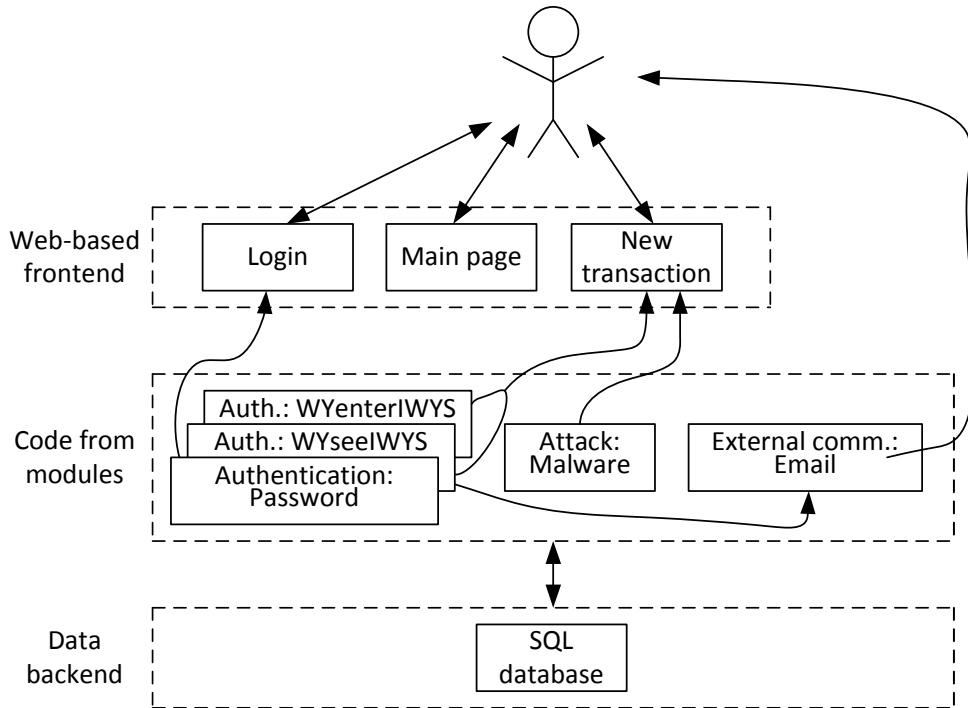 Web-based
frontend
Login
Main page
New
transaction
Code from
modules
Auth.: WYenterIWYS
Auth.: WYseeIWYS
Authentication:
Password
Attack:
Malware
External comm.:
Email
Data
backend
SQL
database